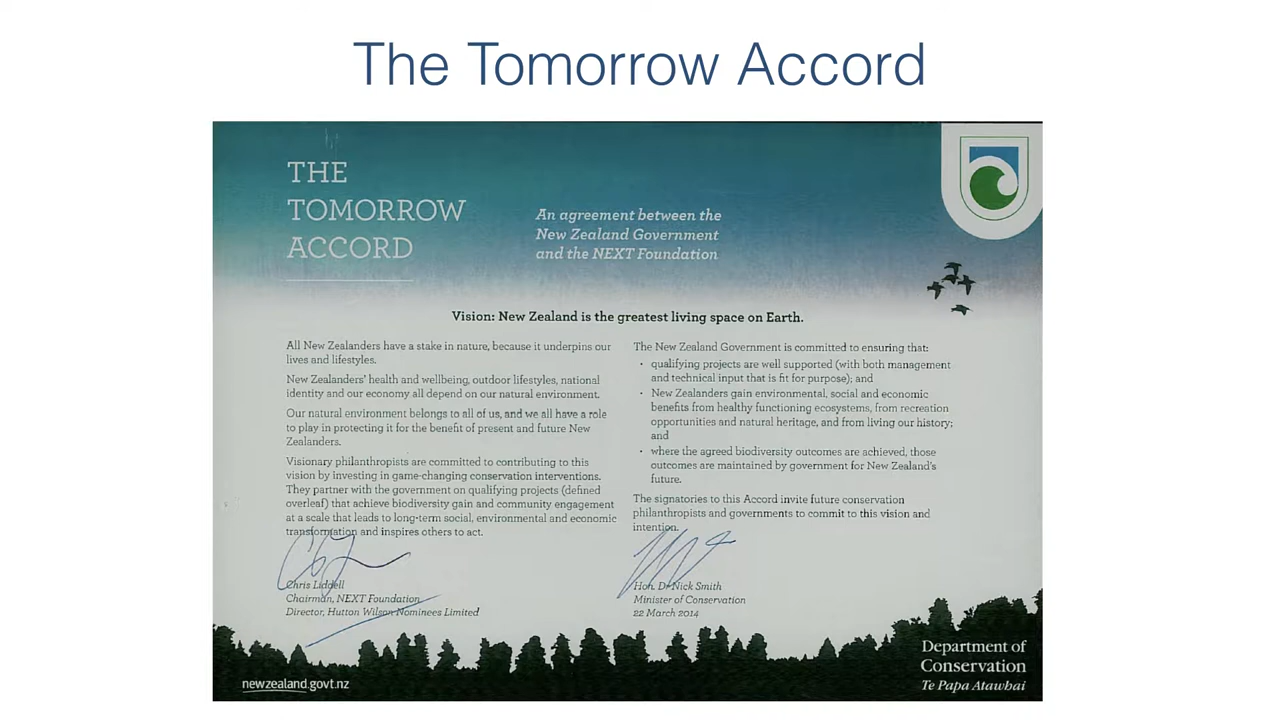 The Tomorrow Accord
THE
TOMORROW
ACCORD
An agreement between the
New Zealand Government
and the NEXT Foundation
Vision: New Zealand is the greatest living space on Earth.
All New Zealanders have a stake in nature, because it underpins our
lives and lifestyles.
New Zealanders' health and wellbeing, outdoor lifestyles, national
identity and our economy all depend on our natural environment.
Our natural environment belongs to all of us, and we all have a role
to play in protecting it for the benefit of present and future New
Zealanders.
Visionary philanthropists are committed to contributing to this
vision by investing in game-changing conservation interventions.
They partner with the government on qualifying projects (defined
overleaf) that achieve biodiversity gain and community engagement
at a scale that leads to long-term social, environmental and economic
transformation and inspires others to act.
Chris Liddell
Chairman, NEXT Foundation
Director, Hutton Wilson Nominees Limited
The New Zealand Government is committed to ensuring that:
· qualifying projects are well supported (with both management
and technical input that is fit for purpose); and
· New Zealanders gain environmental, social and economic
benefits from healthy functioning ecosystems, from recreation
opportunities and natural heritage, and from living our history;
and
· where the agreed biodiversity outcomes are achieved, those
outcomes are maintained by government for New Zealand's
future.
The signatories to this Accord invite future conservation
philanthropists and governments to commit to this vision and
intention.
Hon. Dr Nick Smith
Minister of Conservation
22 March 2014
newzealand.govt.nz
Department of
Conservation
Te Papa Atawhai